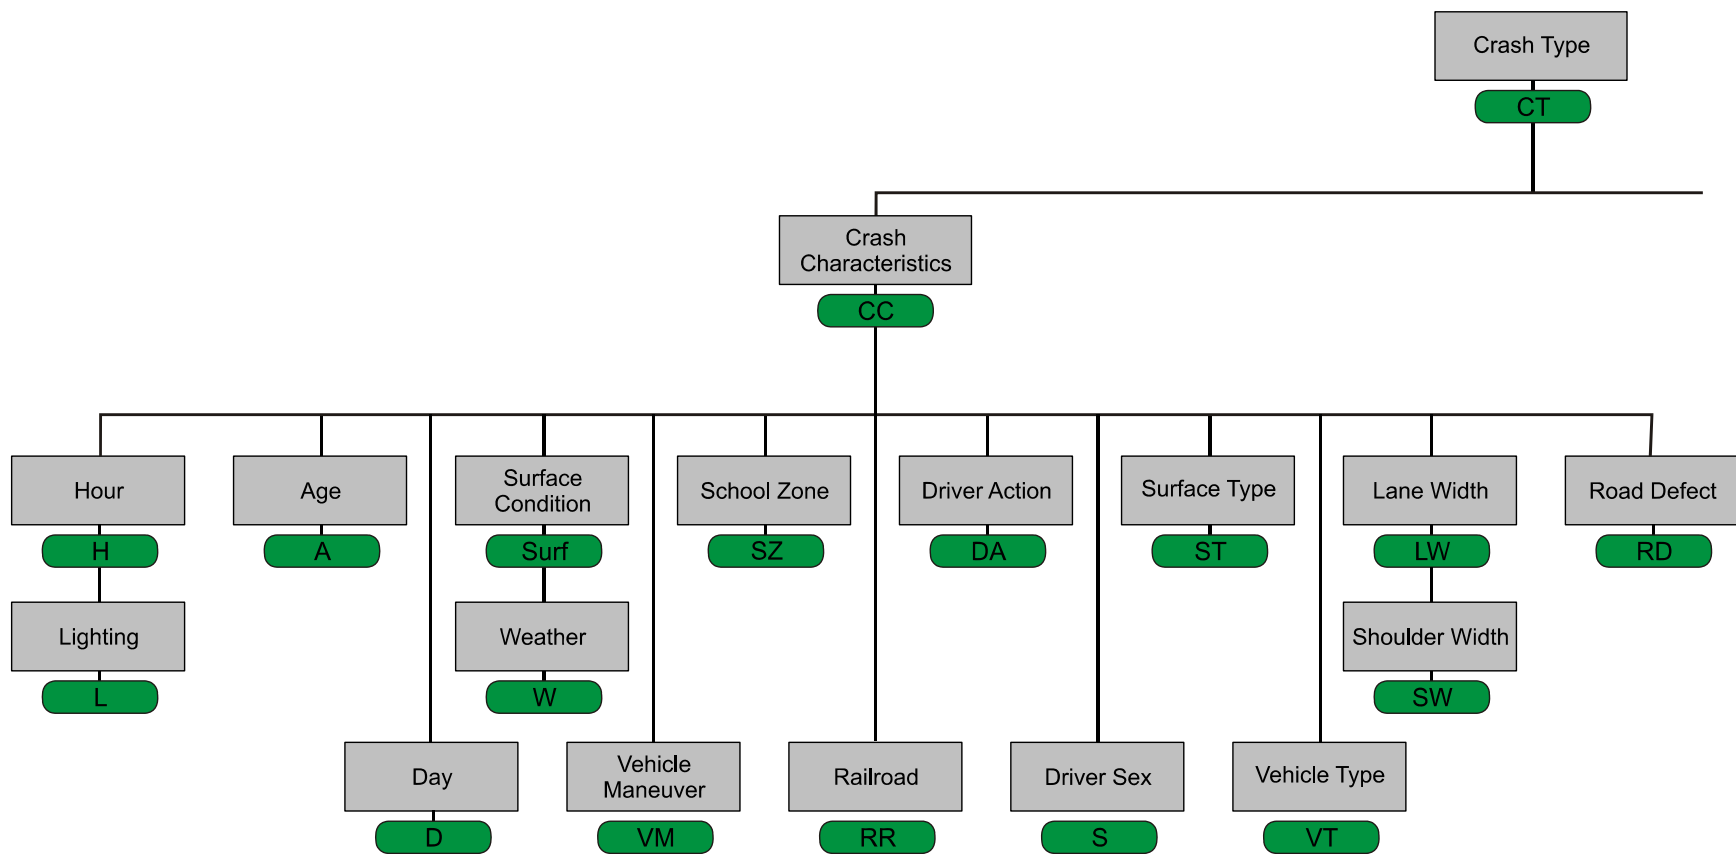 Crash Type
CT
Crash
Characteristics
CC
Hour
H
Age
A
Surface
Condition
Surf
School Zone
SZ
Driver Action
DA
Surface Type
ST
Lane Width
LW
Road Defect
RD
Lighting
L
Weather
W
Shoulder Width
SW
Day
D
Vehicle
Maneuver
VM
Railroad
RR
Driver Sex
S
Vehicle Type
VT